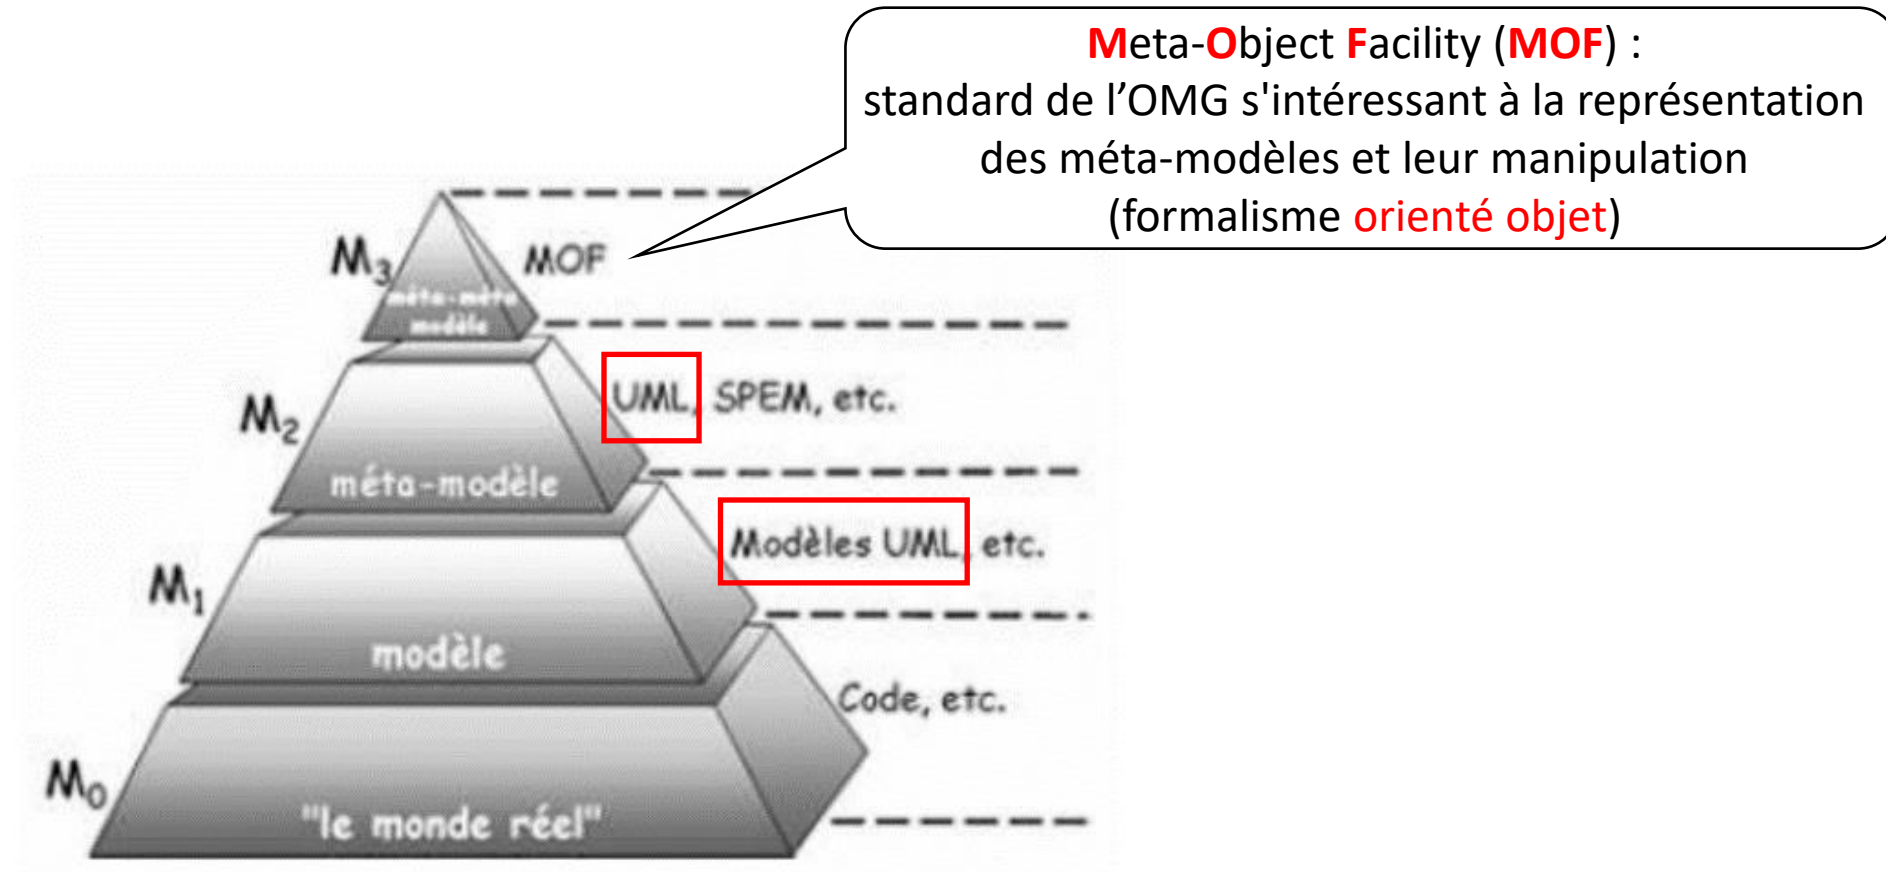 Meta-Object Facility (MOF) :
standard de l’OMG s'intéressant à la représentation
des méta-modèles et leur manipulation
(formalisme orienté objet)
M3
MOF
méta-méta
modèle
M2
UML, SPEM, etc.
méta-modèle
M1
Modèles UML, etc.
modèle
Code, etc.
M0
"le monde réel"